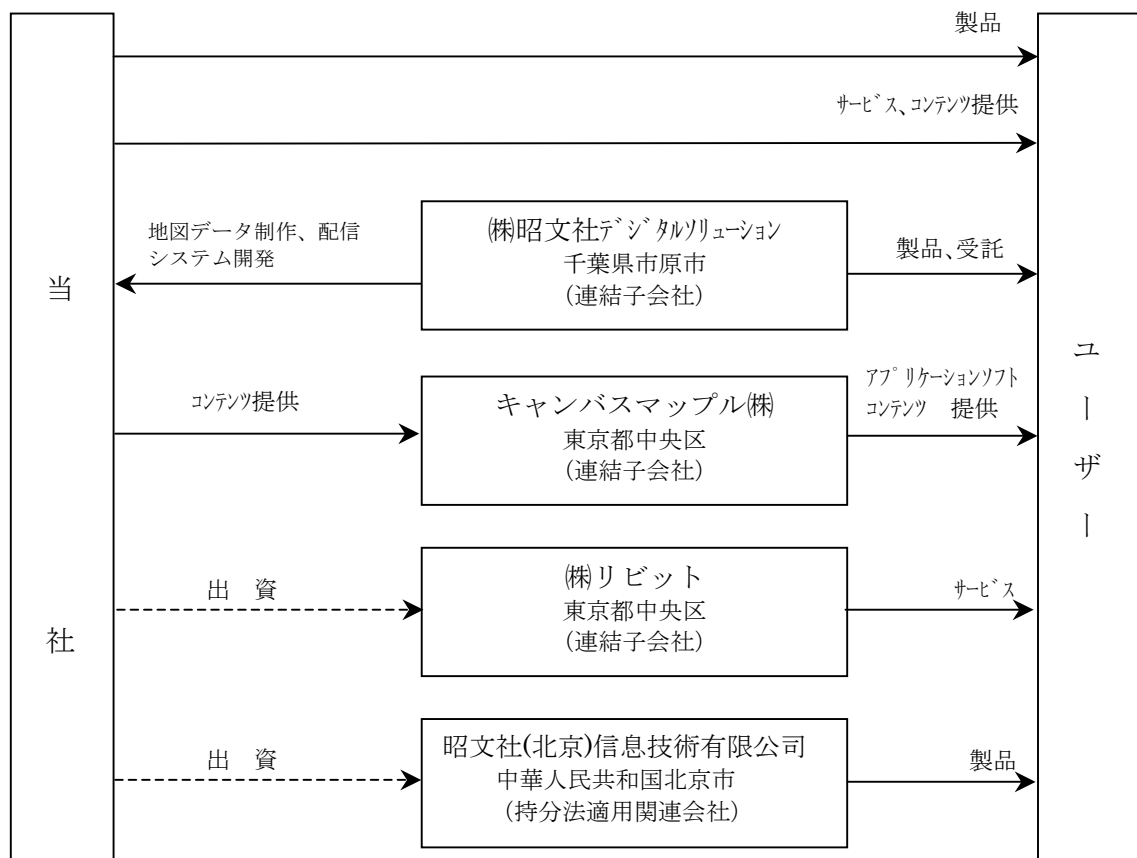 製品
サービス、コンテンツ提供
地図データ制作、配信
システム開発
㈱昭文社デジタルソリューション
千葉県市原市
(連結子会社)
製品、受託
当
社
ユーザー
コンテンツ提供
キャンバスマップル㈱
東京都中央区
(連結子会社)
アプリケーションソフト
コンテンツ 提供
出 資
㈱リビット
東京都中央区
(連結子会社)
サービス
出 資
昭文社(北京)信息技術有限公司
中華人民共和国北京市
(持分法適用関連会社)
製品